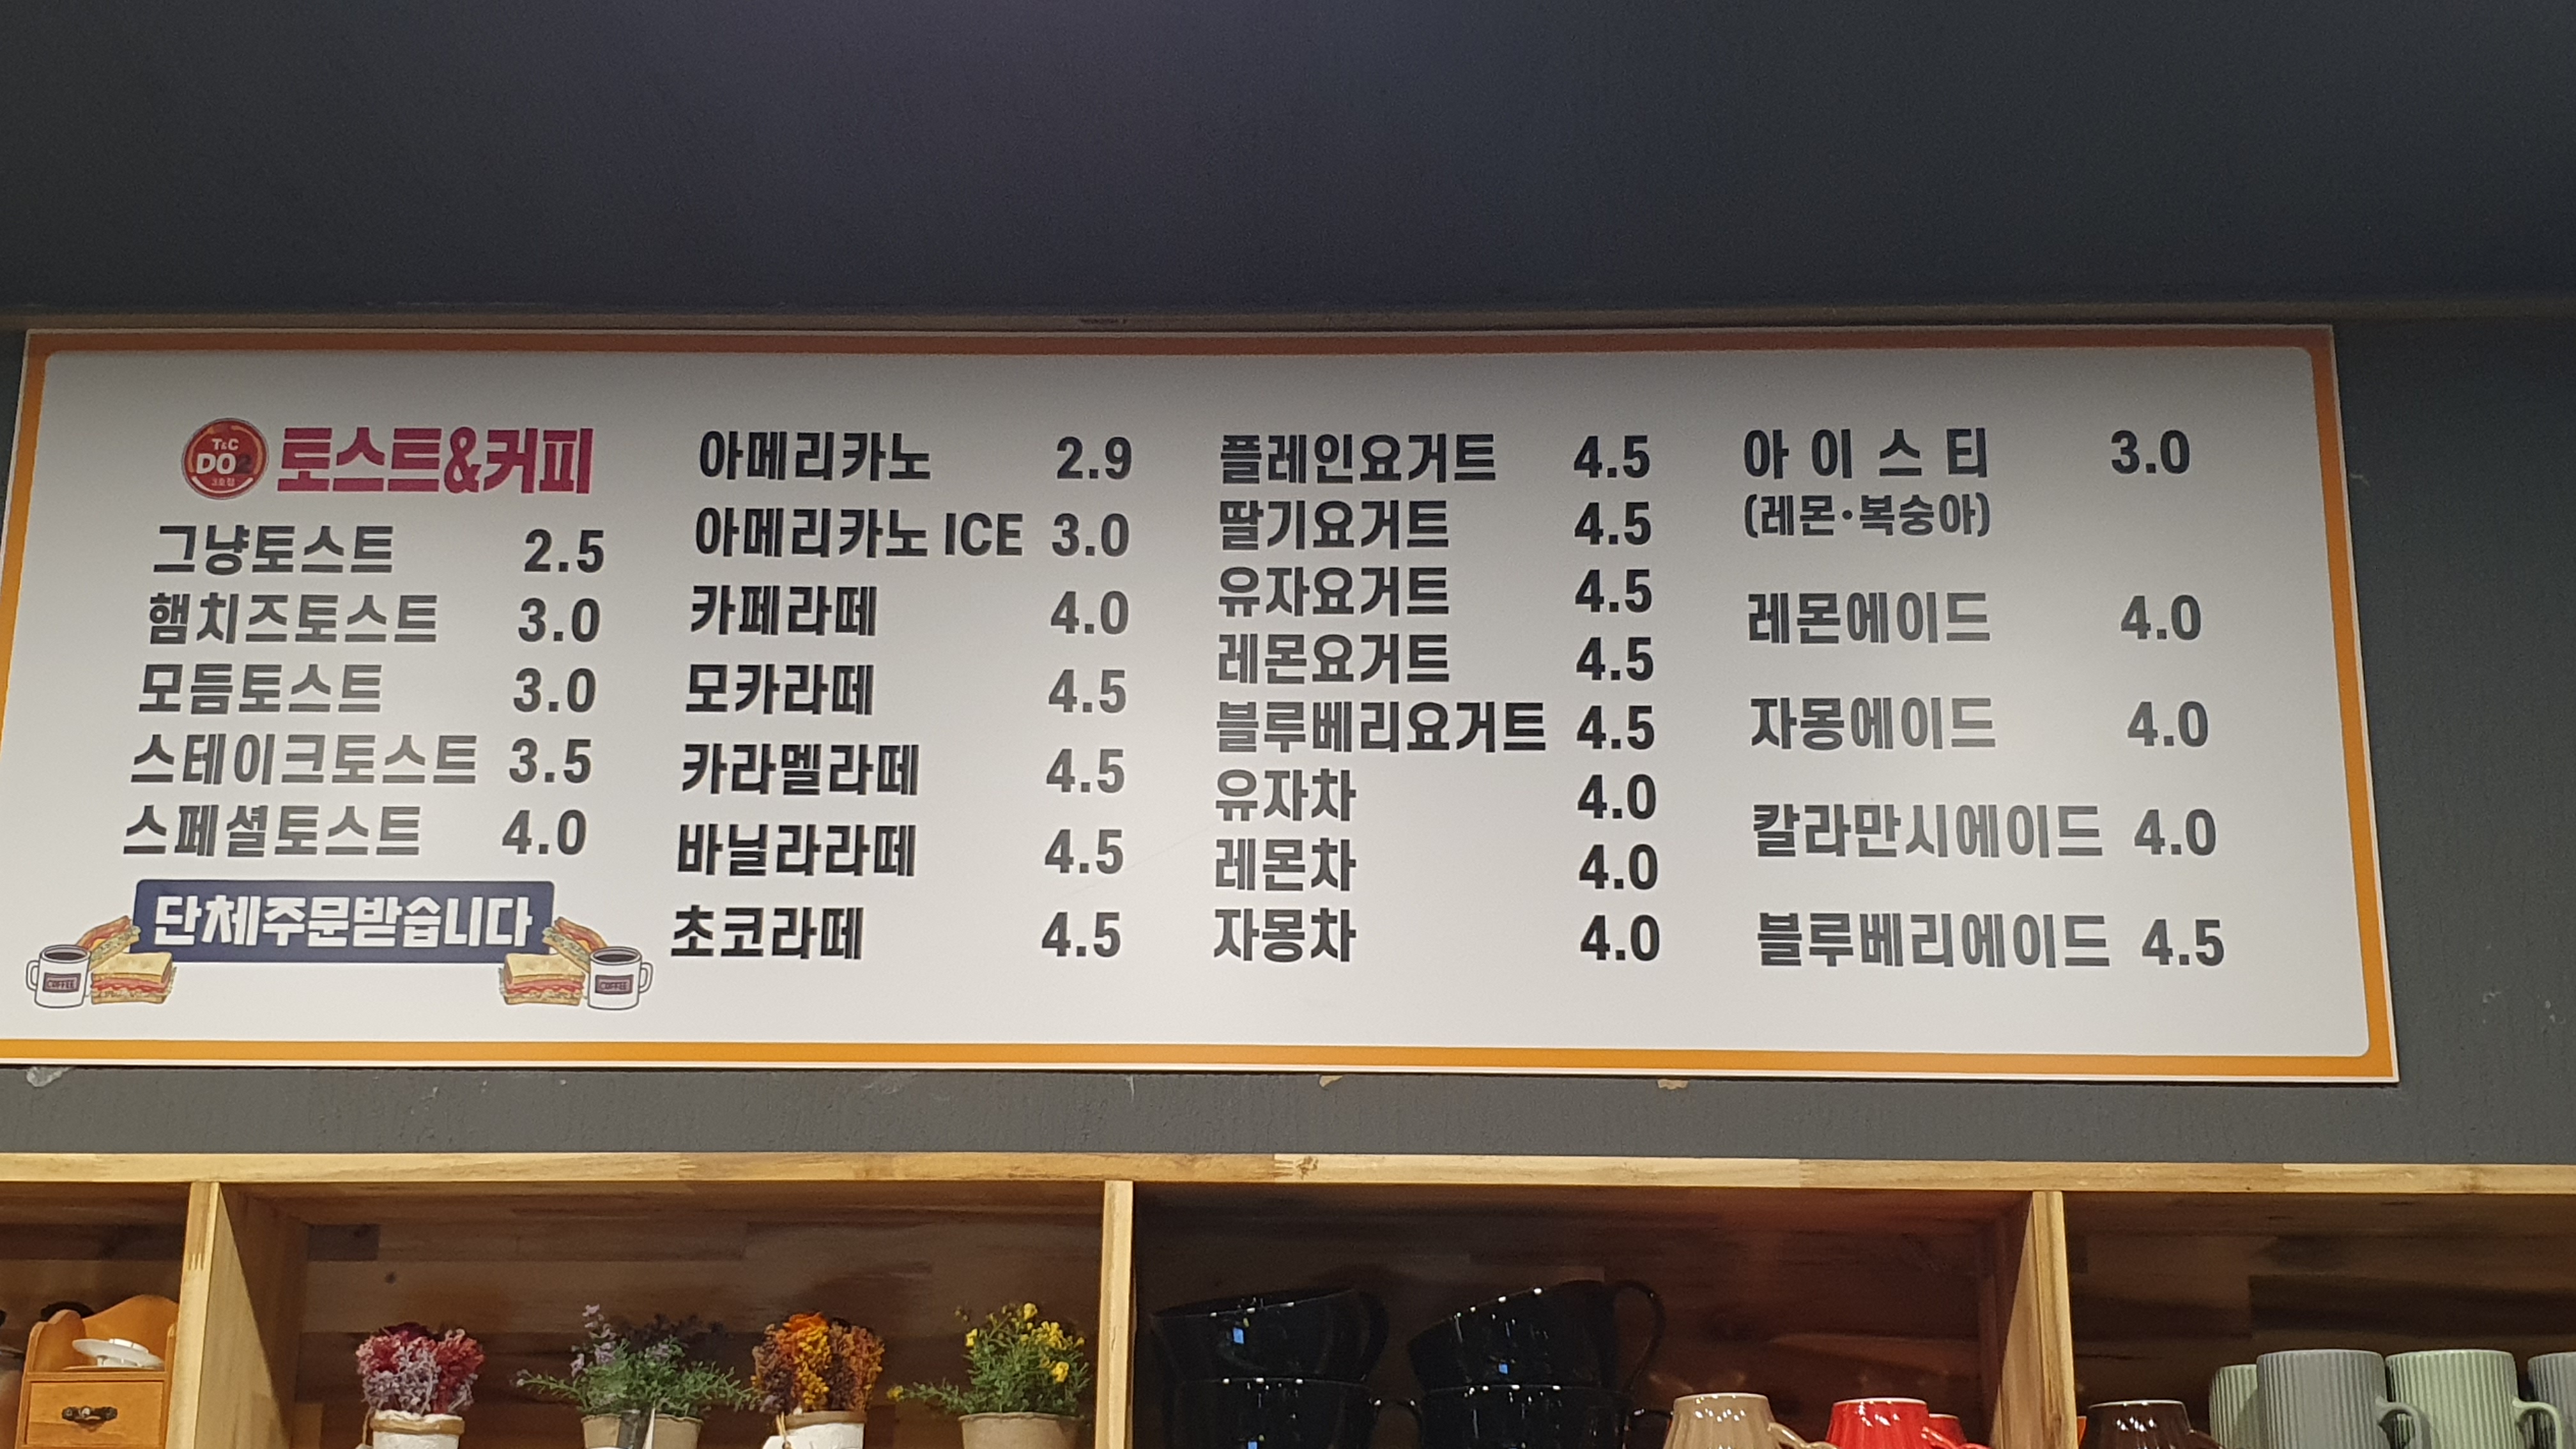 T&C
DO2
3호점
토스트&커피
그냥토스트 2.5
햄치즈토스트 3.0
모듬토스트 3.0
스테이크토스트 3.5
스페셜토스트 4.0
단체주문받습니다
COFFEE
COFFEE
아메리카노 2.9
아메리카노 ICE 3.0
카페라떼 4.0
모카라떼 4.5
카라멜라떼 4.5
바닐라라떼 4.5
초코라떼 4.5
플레인요거트 4.5
딸기요거트 4.5
유자요거트 4.5
레몬요거트 4.5
블루베리요거트 4.5
유자차 4.0
레몬차 4.0
자몽차 4.0
아 이 스 티 3.0
(레몬·복숭아)
레몬에이드 4.0
자몽에이드 4.0
칼라만시에이드 4.0
블루베리에이드 4.5